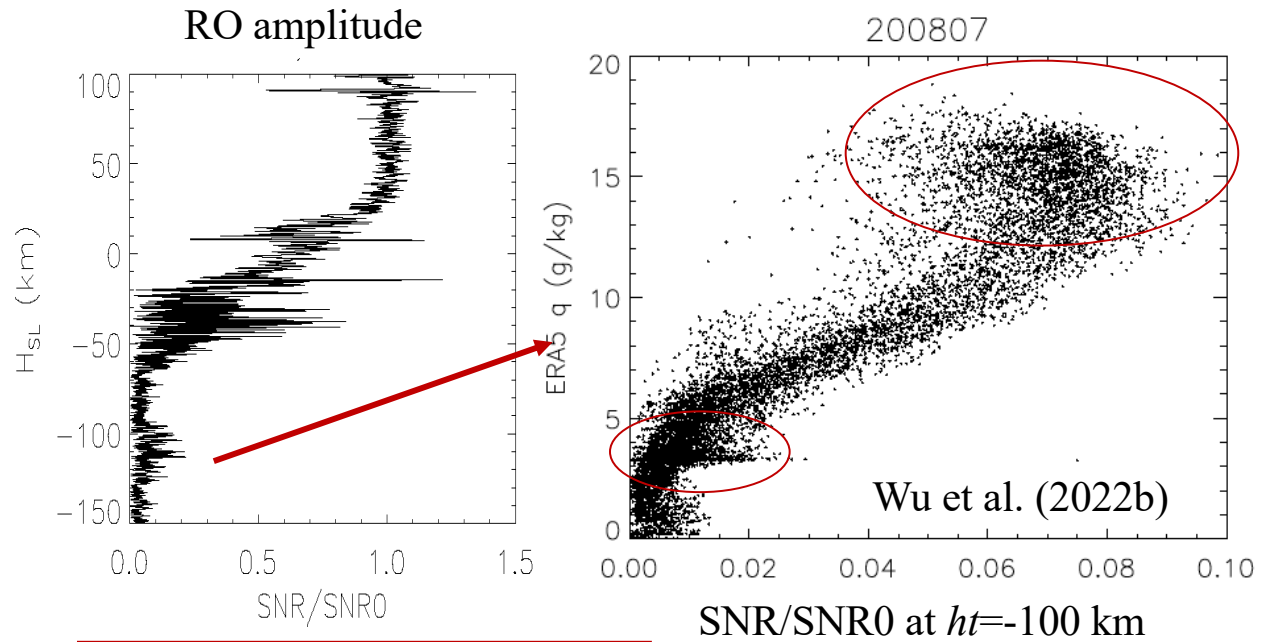 RO amplitude
100
50
0
-50
-100
-150
H_SL (km)
0.0 0.5 1.0 1.5
SNR/SNR0
200807
20
15
10
5
0
ERA5 q (g/kg)
Wu et al. (2022b)
0.00 0.02 0.04 0.06 0.08 0.10
SNR/SNR0 at ht=-100 km